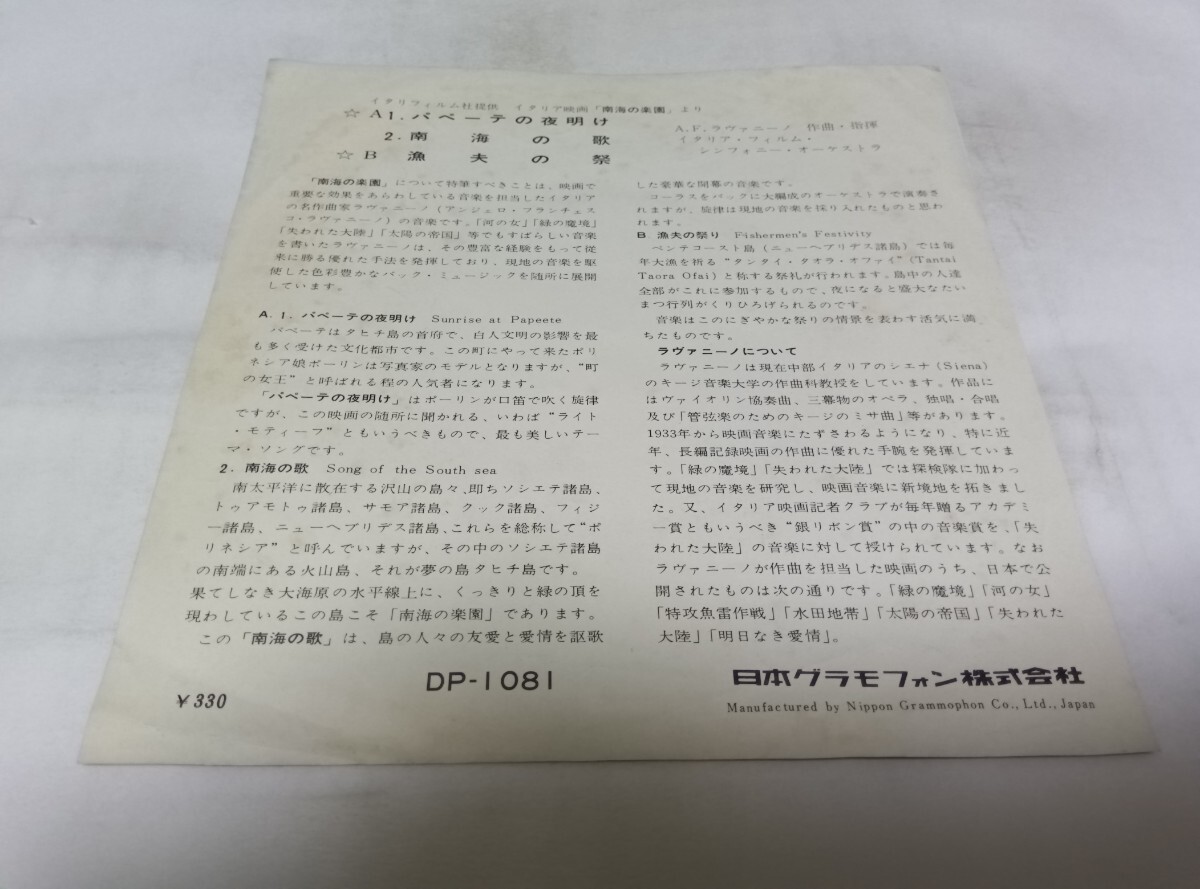 イタリフィルム社提供　イタリア映画「南海の楽園」より
☆ A1. パペーテの夜明け
2. 南海の歌
☆ B 漁夫の祭
A.F.ラヴァニーノ 作曲・指揮
イタリア・フィルム・
シンフォニー・オーケストラ
「南海の楽園」について特筆すべきことは、映画で
重要な効果をあらわしている音楽を担当したイタリア
の名作曲家ラヴァニーノ（アンジェロ・フランチェス
コ・ラヴァニーノ）の音楽です。「河の女」「緑の魔境」
「失われた大陸」「太陽の帝国」等でもすばらしい音楽
を書いたラヴァニーノは、その豊富な経験をもって従
来に勝る優れた手法を発揮しており、現地の音楽を駆
使した色彩豊かなバック・ミュージックを随所に展開
しています。
A. 1. パペーテの夜明け Sunrise at Papeete
パペーテはタヒチ島の首府で、白人文明の影響を最
も多く受けた文化都市です。この町にやって来たポリ
ネシア娘ポーリンは写真家のモデルとなりますが、“町
の女王”と呼ばれる程の人気者になります。
「パペーテの夜明け」はポーリンが口笛で吹く旋律
ですが、この映画の随所に聞かれる、いわば“ライト
・モティーフ”ともいうべきもので、最も美しいテー
マ・ソングです。
2. 南海の歌 Song of the South sea
南太平洋に散在する沢山の島々、即ちソシエテ諸島、
トゥアモトゥ諸島、サモア諸島、クック諸島、フィジ
ー諸島、ニューヘブリデス諸島、これらを総称して“ポ
リネシア”と呼んでいますが、その中のソシエテ諸島
の南端にある火山島、それが夢の島タヒチ島です。
果てしなき大海原の水平線上に、くっきりと緑の頂を
現わしているこの島こそ「南海の楽園」であります。
この「南海の歌」は、島の人々の友愛と愛情を謳歌
した豪華な開幕の音楽です。
コーラスをバックに大編成のオーケストラで演奏さ
れますが、旋律は現地の音楽を採り入れたものと思わ
れます。
B 漁夫の祭り Fishermen's Festivity
ペンテコースト島（ニューヘブリデス諸島）では毎
年大漁を祈る“タンタイ・タオラ・オファイ”(Tantai
Taora Ofai) と称する祭礼が行われます。島中の人達
全部がこれに参加するもので、夜になると盛大なたい
まつ行列がくりひろげられるのです。
音楽はこのにぎやかな祭りの情景を表わす活気に満
ちたものです。
ラヴァニーノについて
ラヴァニーノは現在中部イタリアのシエナ (Siena)
のキージ音楽大学の作曲科教授をしています。作品に
はヴァイオリン協奏曲、三幕物のオペラ、独唱・合唱
及び「管弦楽のためのキージのミサ曲」等があります。
1933年から映画音楽にたずさわるようになり、特に近
年、長編記録映画の作曲に優れた手腕を発揮していま
す。「緑の魔境」「失われた大陸」では探検隊に加わっ
て現地の音楽を研究し、映画音楽に新境地を拓きまし
た。又、イタリア映画記者クラブが毎年贈るアカデミ
ー賞ともいうべき“銀リボン賞”の中の音楽賞を、「失
われた大陸」の音楽に対して授けられています。なお
ラヴァニーノが作曲を担当した映画のうち、日本で公
開されたものは次の通りです。「緑の魔境」「河の女」
「特攻魚雷作戦」「水田地帯」「太陽の帝国」「失われた
大陸」「明日なき愛情」。
¥330
DP-1081
日本グラモフォン株式会社
Manufactured by Nippon Grammophon Co., Ltd., Japan